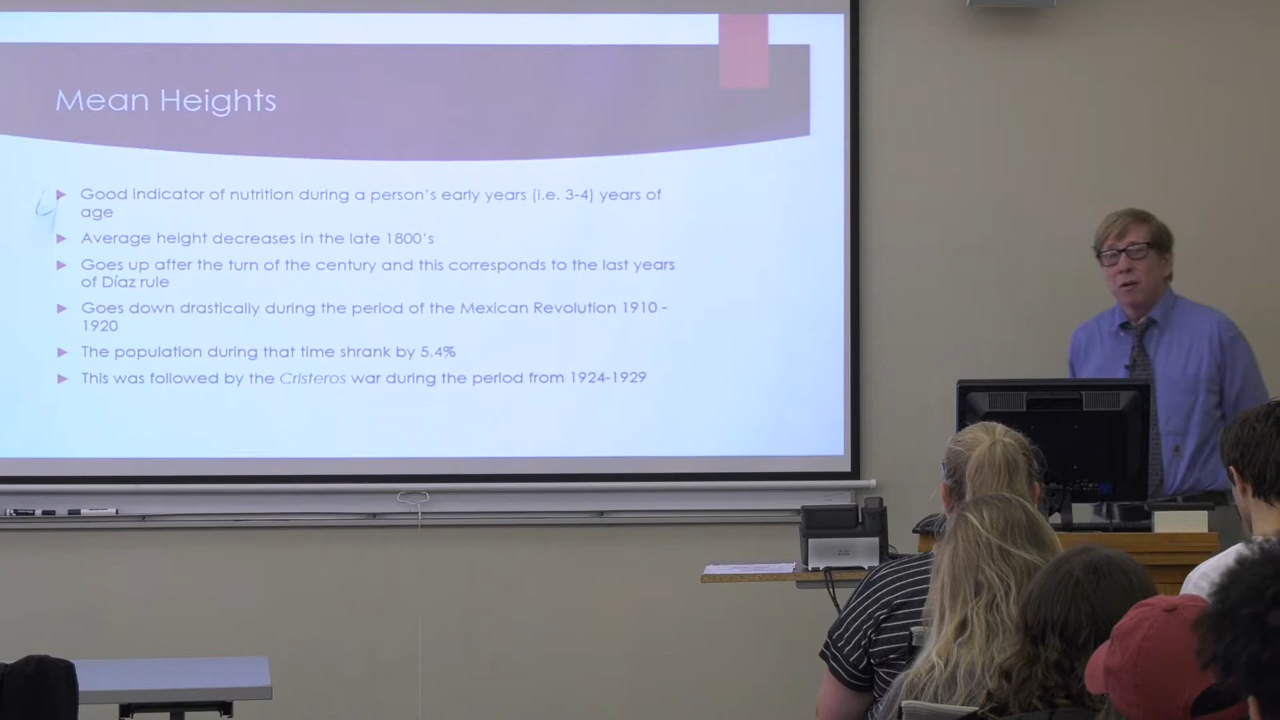 Mean Heights
Good indicator of nutrition during a person's early years (i.e. 3-4) years of
age
Average height decreases in the late 1800's
Goes up after the turn of the century and this corresponds to the last years
of Díaz rule
Goes down drastically during the period of the Mexican Revolution 1910 -
1920
The population during that time shrank by 5.4%
This was followed by the Cristeros war during the period from 1924-1929